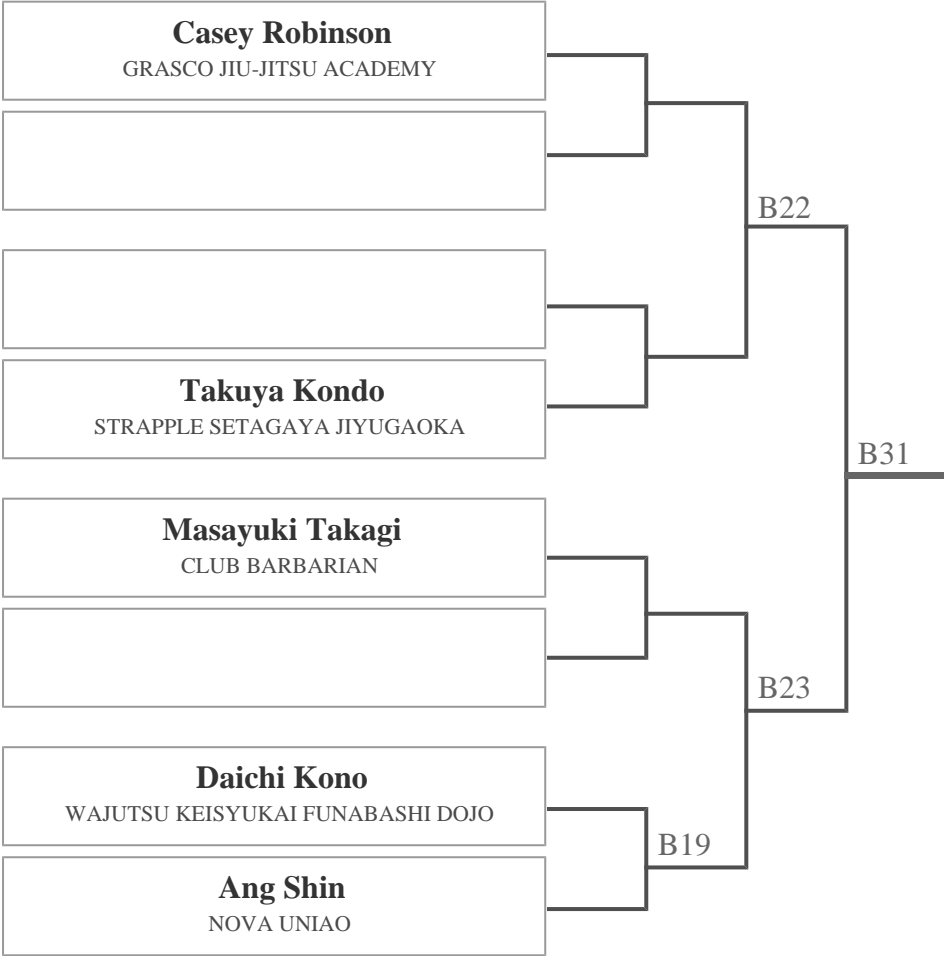 Casey Robinson
GRASCO JIU-JITSU ACADEMY
B22
Takuya Kondo
STRAPPLE SETAGAYA JIYUGAOKA
B31
Masayuki Takagi
CLUB BARBARIAN
B23
Daichi Kono
WAJUTSU KEISYUKAI FUNABASHI DOJO
B19
Ang Shin
NOVA UNIAO